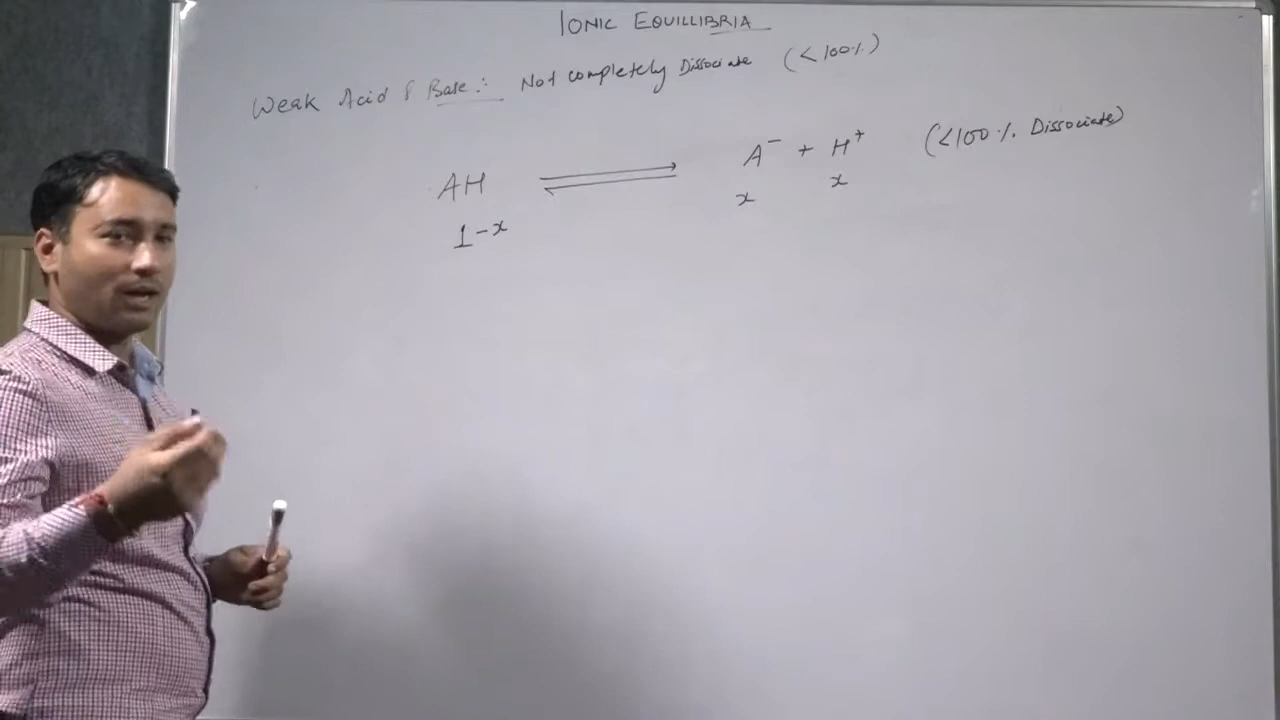 IONIC EQUILLIBRIA
Weak Acid & Base :- Not completely Dissociate (<100%)
AH ⇌ A⁻ + H⁺ (<100% Dissociate)
1-x x x